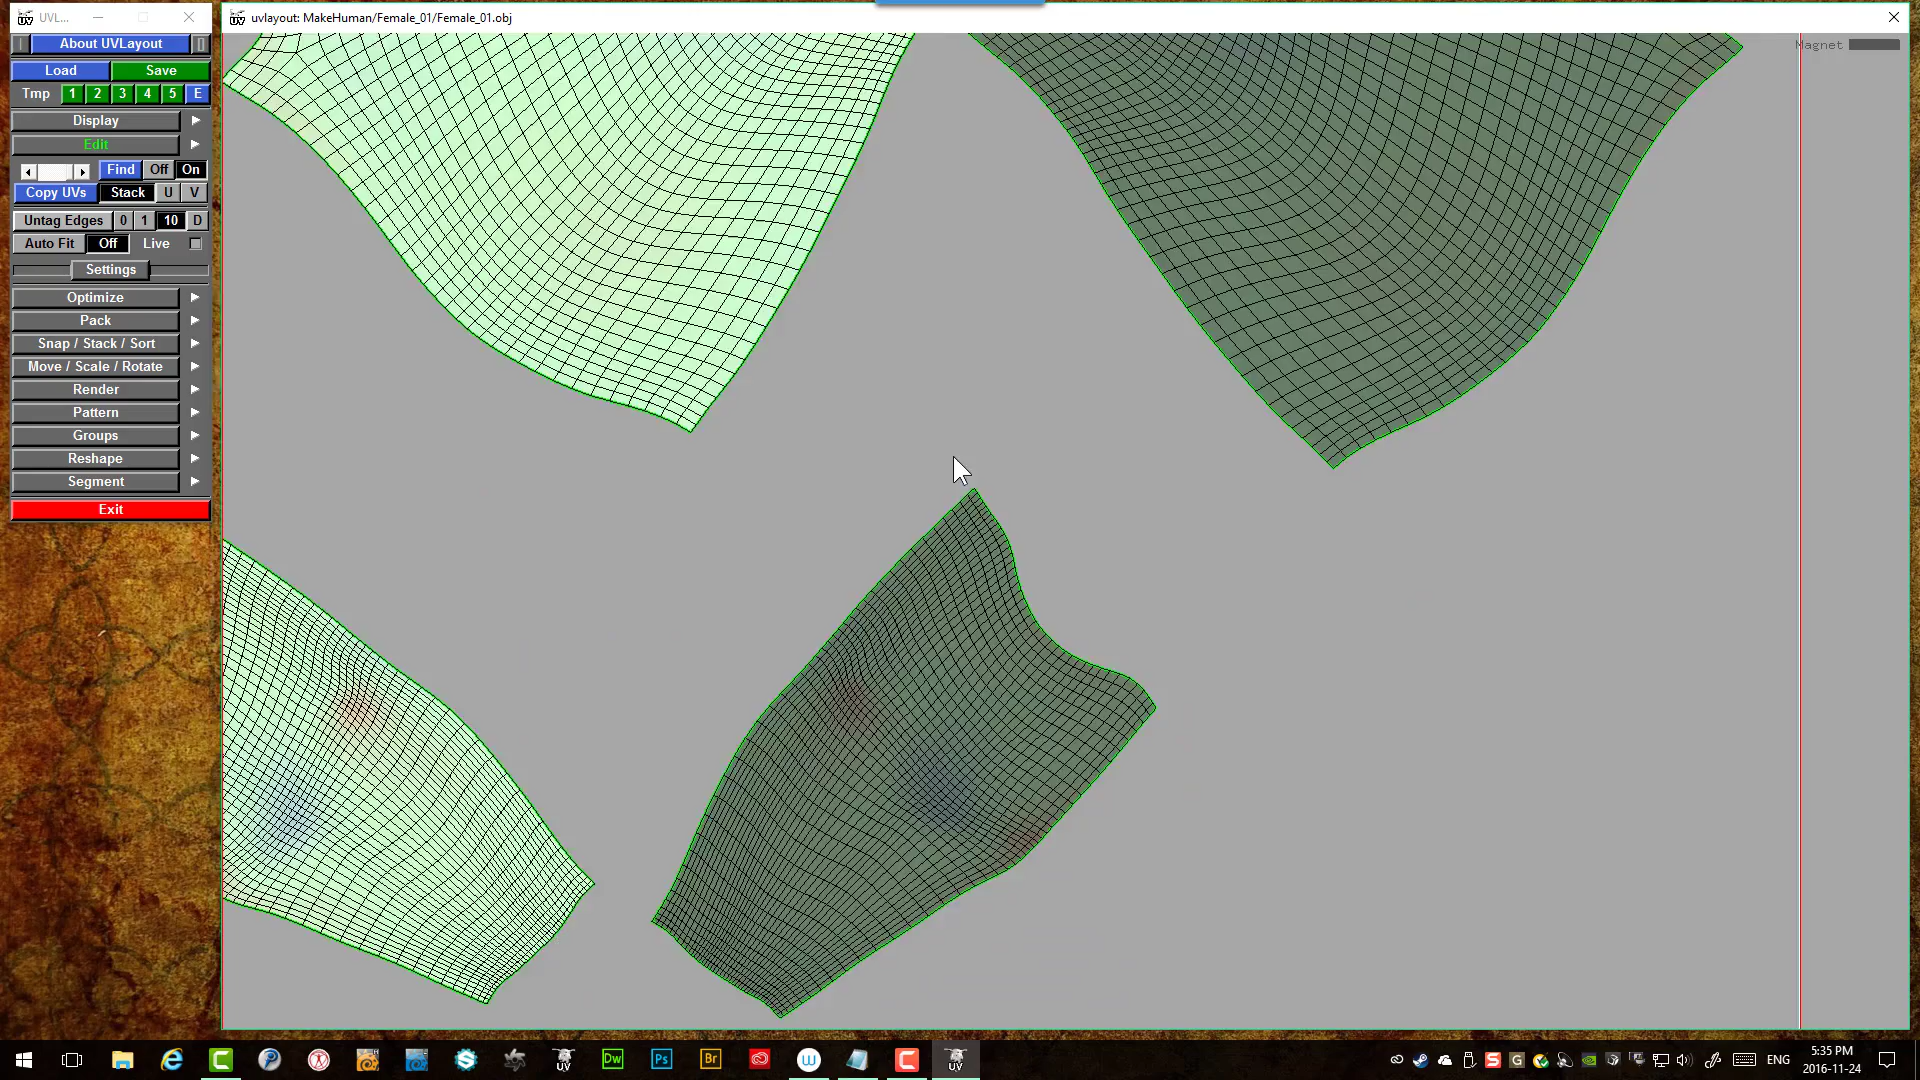 UVL...
uvlayout: MakeHuman/Female_01/Female_01.obj
About UVLayout
Load Save
Tmp 1 2 3 4 5 E
Display
Edit
Find Off On
Copy UVs Stack U V
Untag Edges 0 1 10 D
Auto Fit Off Live
Settings
Optimize
Pack
Snap / Stack / Sort
Move / Scale / Rotate
Render
Pattern
Groups
Reshape
Segment
Exit
Magnet
Dw Ps Br UV
ENG
5:35 PM
2016-11-24